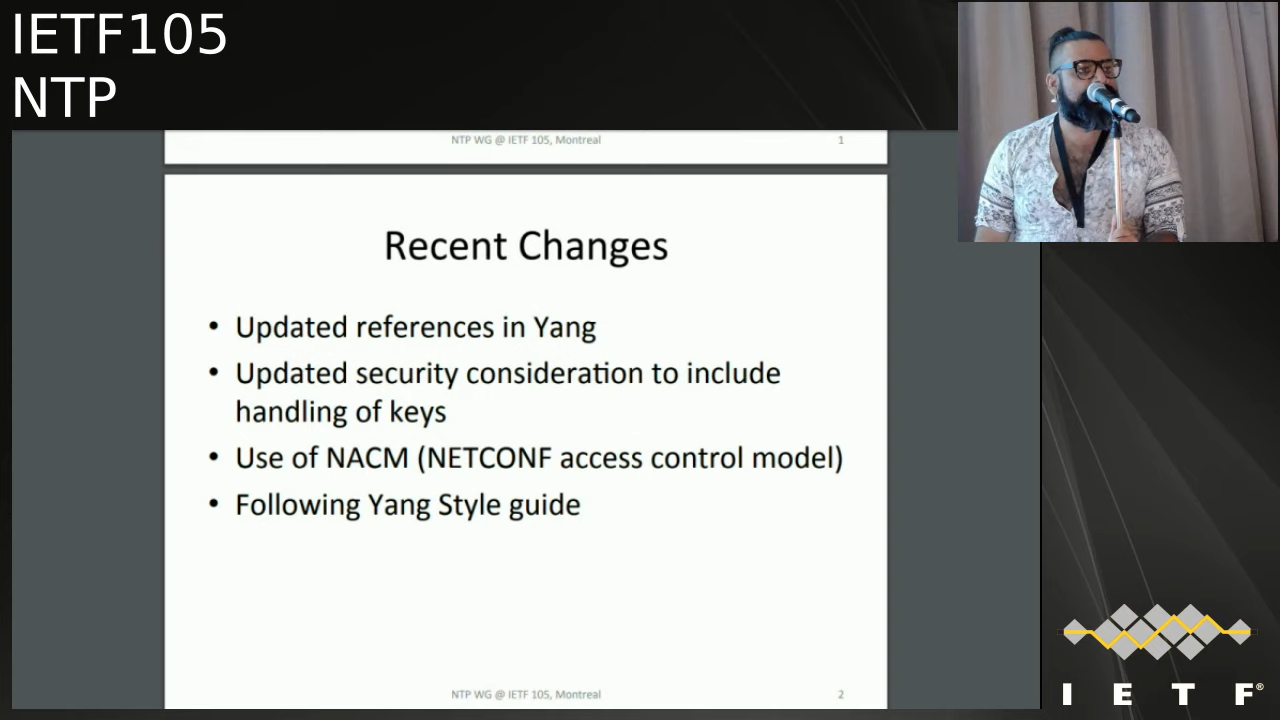 IETF105
NTP
NTP WG @ IETF 105, Montreal 1
Recent Changes
• Updated references in Yang
• Updated security consideration to include
handling of keys
• Use of NACM (NETCONF access control model)
• Following Yang Style guide
NTP WG @ IETF 105, Montreal 2
I E T F®